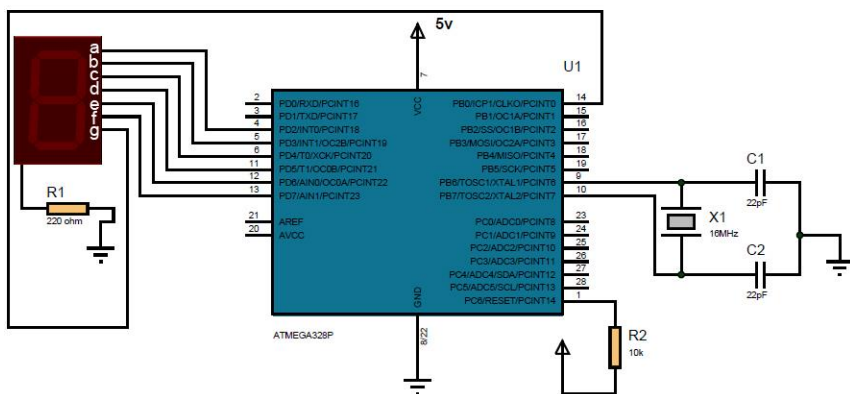 5v
U1
a
b
c
d
e
f
g
R1
220 ohm
2 PD0/RXD/PCINT16
3 PD1/TXD/PCINT17
4 PD2/INT0/PCINT18
5 PD3/INT1/OC2B/PCINT19
6 PD4/T0/XCK/PCINT20
11 PD5/T1/OC0B/PCINT21
12 PD6/AIN0/OC0A/PCINT22
13 PD7/AIN1/PCINT23
21 AREF
20 AVCC
7
VCC
PB0/ICP1/CLKO/PCINT0 14
PB1/OC1A/PCINT1 15
PB2/SS/OC1B/PCINT2 16
PB3/MOSI/OC2A/PCINT3 17
PB4/MISO/PCINT4 18
PB5/SCK/PCINT5 19
PB6/TOSC1/XTAL1/PCINT6 9
PB7/TOSC2/XTAL2/PCINT7 10
PC0/ADC0/PCINT8 23
PC1/ADC1/PCINT9 24
PC2/ADC2/PCINT10 25
PC3/ADC3/PCINT11 26
PC4/ADC4/SDA/PCINT12 27
PC5/ADC5/SCL/PCINT13 28
PC6/RESET/PCINT14 1
GND
8/22
ATMEGA328P
C1
22pF
X1
16MHz
C2
22pF
R2
10k